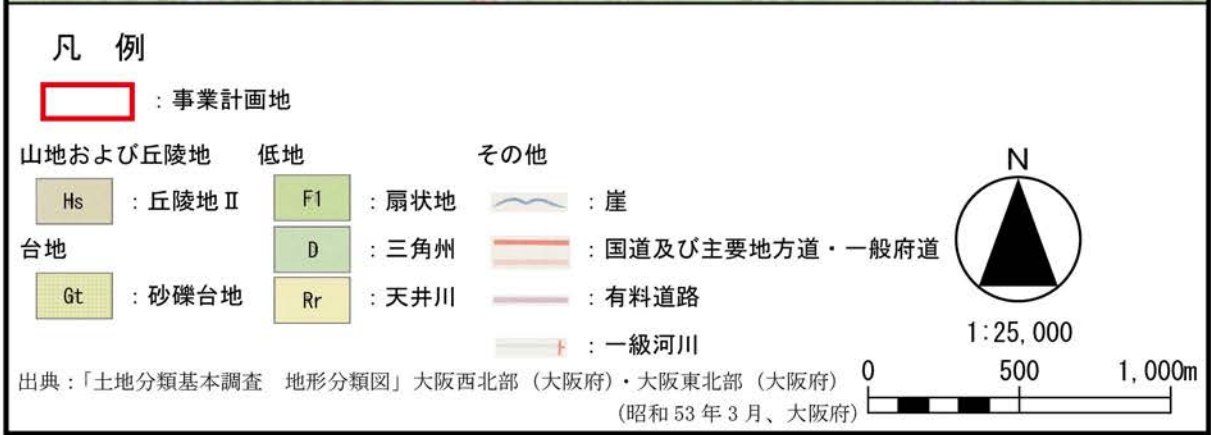 凡 例
：事業計画地
山地および丘陵地
Hs ：丘陵地Ⅱ
台地
Gt ：砂礫台地
低地
Fl ：扇状地
D ：三角州
Rr ：天井川
その他
：崖
：国道及び主要地方道・一般府道
：有料道路
：一級河川
N
1:25,000
0 500 1,000m
出典：「土地分類基本調査 地形分類図」大阪西北部（大阪府）・大阪東北部（大阪府）
（昭和 53 年 3 月、大阪府）